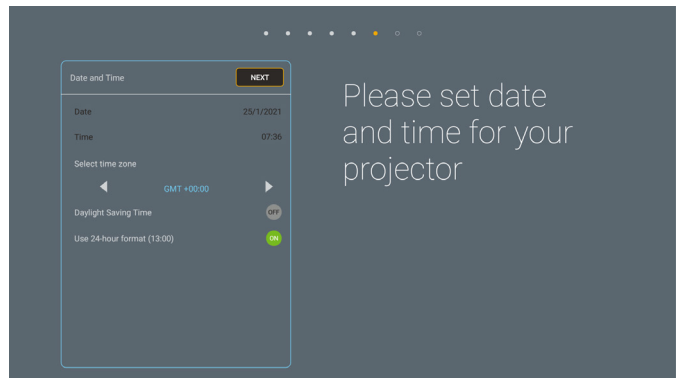 Date and Time
NEXT
Date
25/1/2021
Time
07:36
Select time zone
GMT +00:00
Daylight Saving Time
OFF
Use 24-hour format (13:00)
ON
Please set date
and time for your
projector